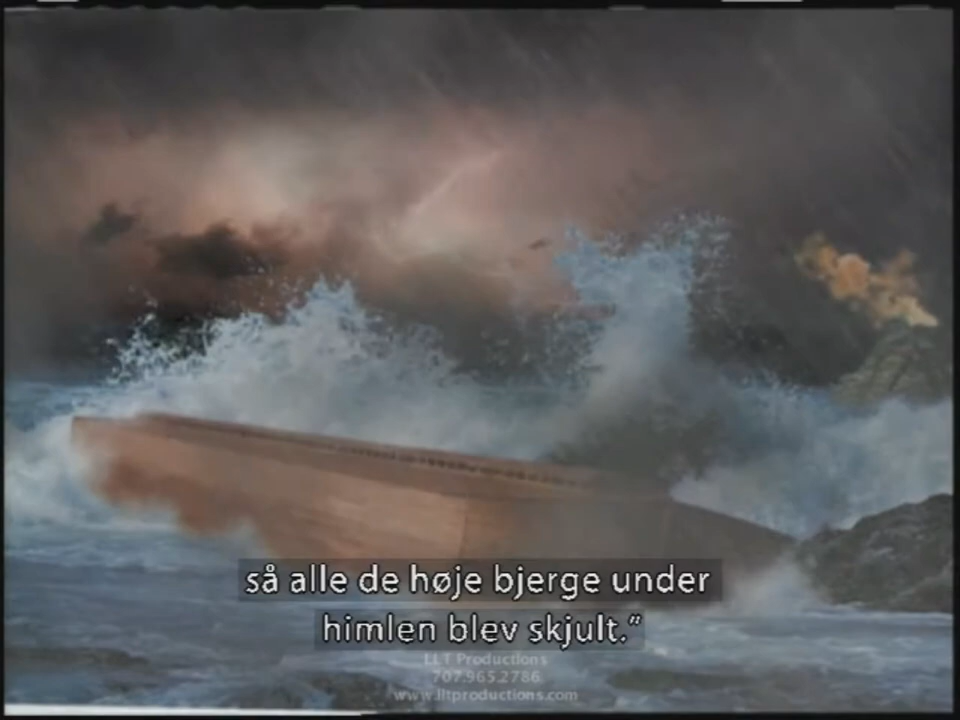 så alle de høje bjerge under
himlen blev skjult.”
LLT Productions
707.965.2786
www.lltproductions.com